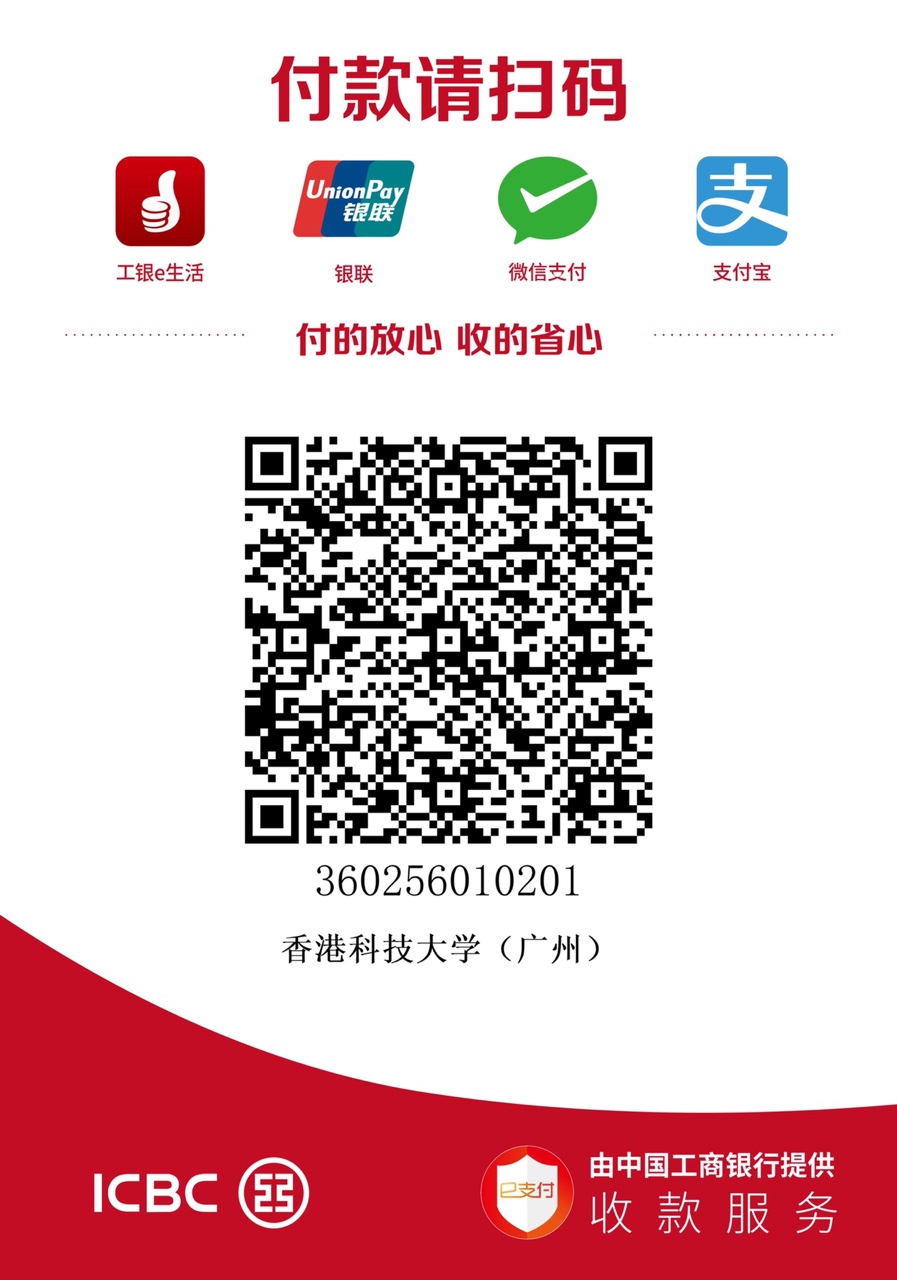 付款请扫码
UnionPay
银联
支
工银e生活
银联
微信支付
支付宝
付的放心 收的省心
360256010201
香港科技大学（广州）
ICBC
e支付
由中国工商银行提供
收款服务